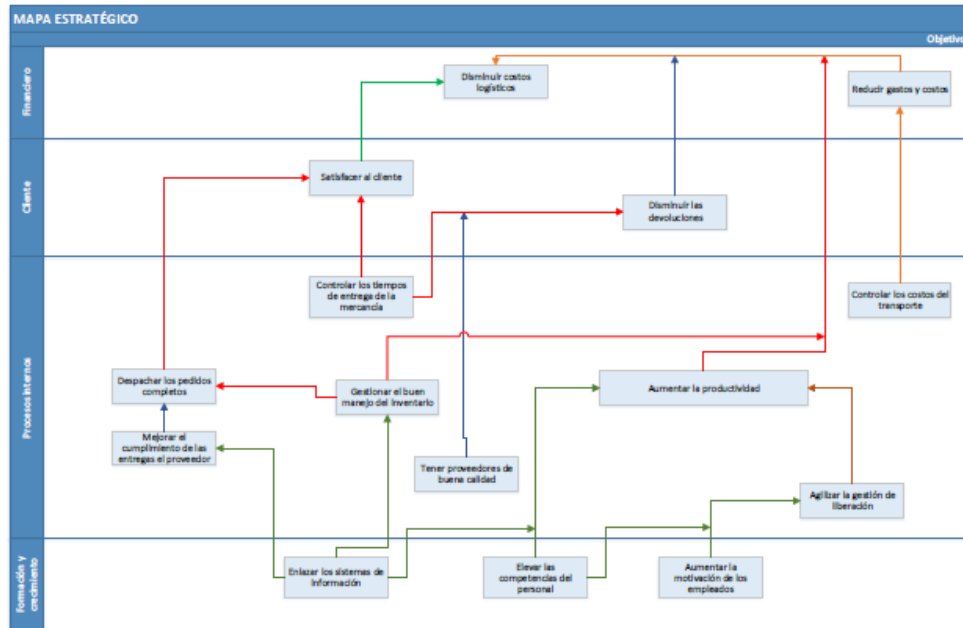 MAPA ESTRATÉGICO
Objetivo
Financiero
Disminuir costos
logísticos
Reducir gastos y costos
Cliente
Satisfacer al cliente
Disminuir las
devoluciones
Procesos internos
Controlar los tiempos
de entrega de la
mercancía
Controlar los costos del
transporte
Despachar los pedidos
completos
Gestionar el buen
manejo del inventario
Aumentar la productividad
Mejorar el
cumplimiento de las
entregas el proveedor
Tener proveedores de
buena calidad
Agilizar la gestión de
liberación
Formación y
crecimiento
Enlazar los sistemas de
información
Elevar las
competencias del
personal
Aumentar la
motivación de los
empleados